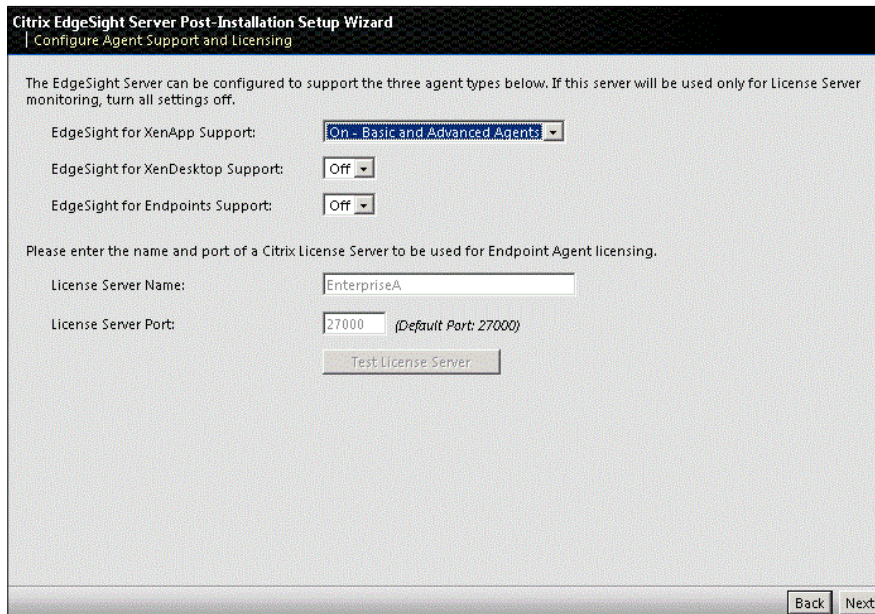 Citrix EdgeSight Server Post-Installation Setup Wizard
Configure Agent Support and Licensing
The EdgeSight Server can be configured to support the three agent types below. If this server will be used only for License Server
monitoring, turn all settings off.
EdgeSight for XenApp Support: On - Basic and Advanced Agents
EdgeSight for XenDesktop Support: Off
EdgeSight for Endpoints Support: Off
Please enter the name and port of a Citrix License Server to be used for Endpoint Agent licensing.
License Server Name: EnterpriseA
License Server Port: 27000 (Default Port: 27000)
Test License Server
Back Next